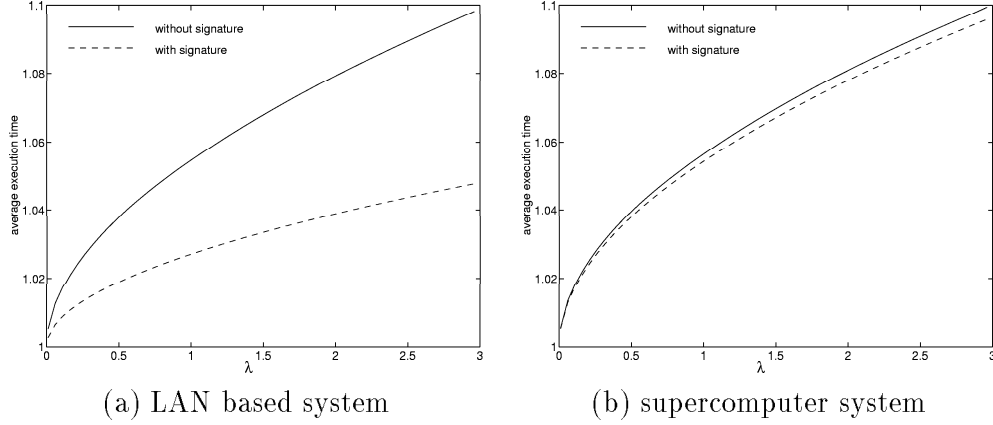 1.1
1.08
1.06
1.04
1.02
1
average execution time
without signature
with signature
0
0.5
1
1.5
2
2.5
3
λ
(a) LAN based system
1.1
1.08
1.06
1.04
1.02
1
average execution time
without signature
with signature
0
0.5
1
1.5
2
2.5
3
λ
(b) supercomputer system